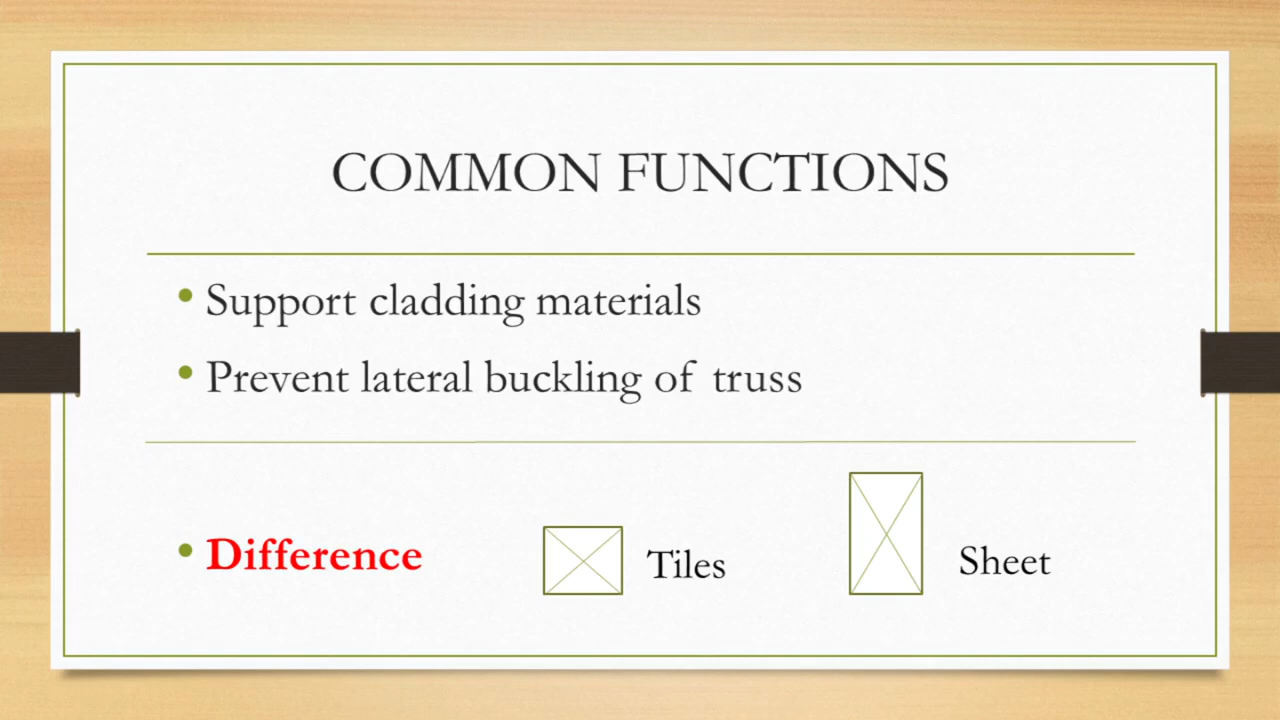 COMMON FUNCTIONS
• Support cladding materials
• Prevent lateral buckling of truss
• Difference Tiles Sheet